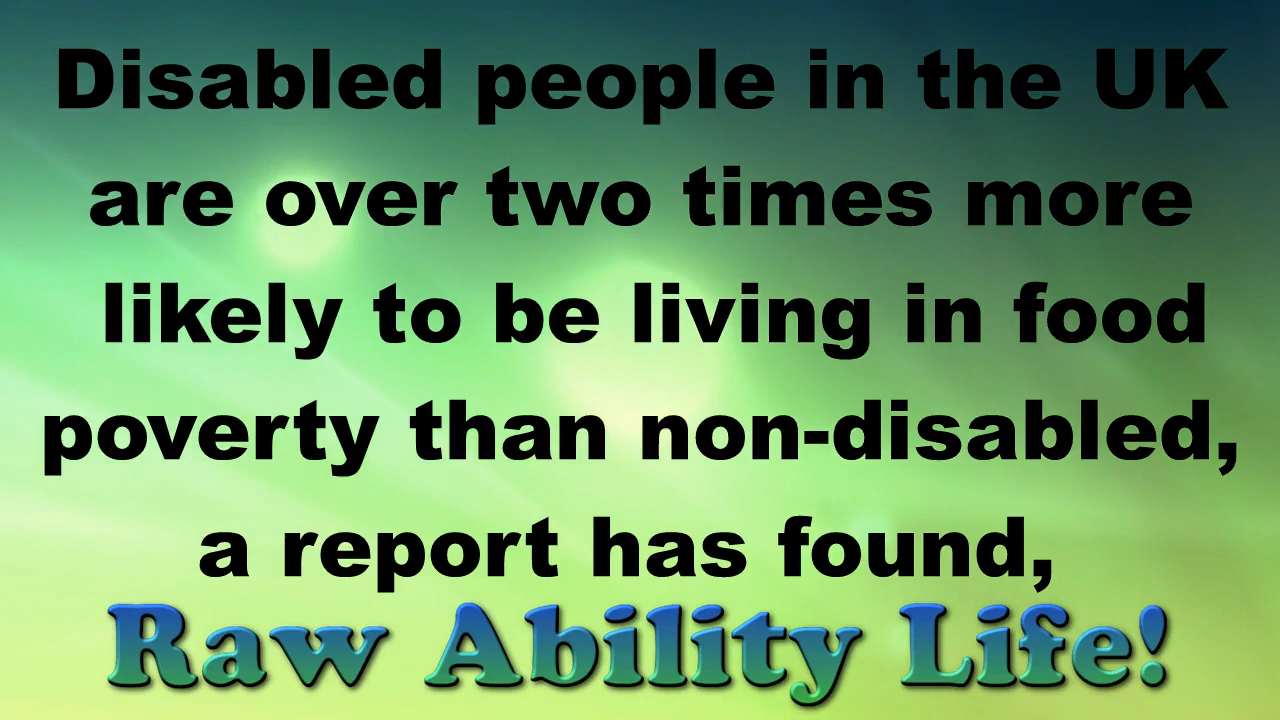 Disabled people in the UK
are over two times more
likely to be living in food
poverty than non-disabled,
a report has found,
Raw Ability Life!